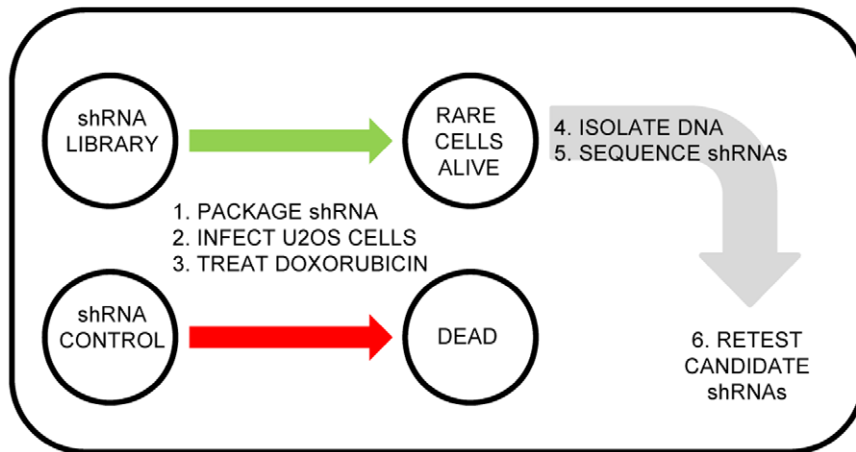 shRNA
LIBRARY
RARE
CELLS
ALIVE
4. ISOLATE DNA
5. SEQUENCE shRNAs
1. PACKAGE shRNA
2. INFECT U2OS CELLS
3. TREAT DOXORUBICIN
shRNA
CONTROL
DEAD
6. RETEST
CANDIDATE
shRNAs